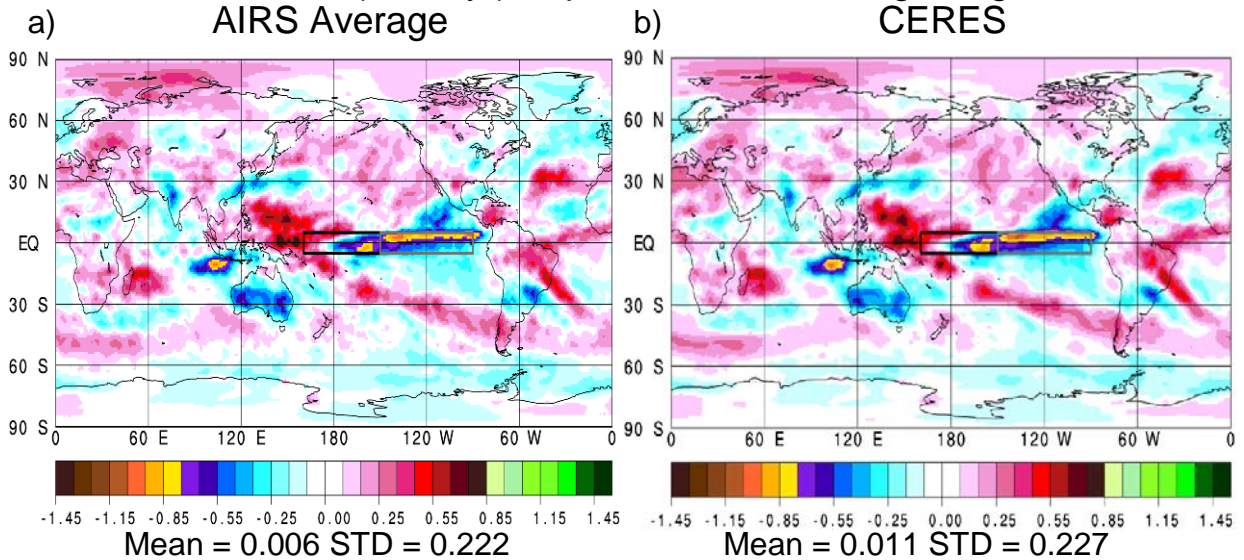 a) AIRS Average
b) CERES
90 N
60 N
30 N
EQ
30 S
60 S
90 S
0 60 E 120 E 180 120 W 60 W 0
90 N
60 N
30 N
EQ
30 S
60 S
90 S
0 60 E 120 E 180 120 W 60 W 0
-1.45 -1.15 -0.85 -0.55 -0.25 0.00 0.25 0.55 0.85 1.15 1.45
-1.45 -1.15 -0.85 -0.55 -0.25 0.00 0.25 0.55 0.85 1.15 1.45
Mean = 0.006 STD = 0.222
Mean = 0.011 STD = 0.227